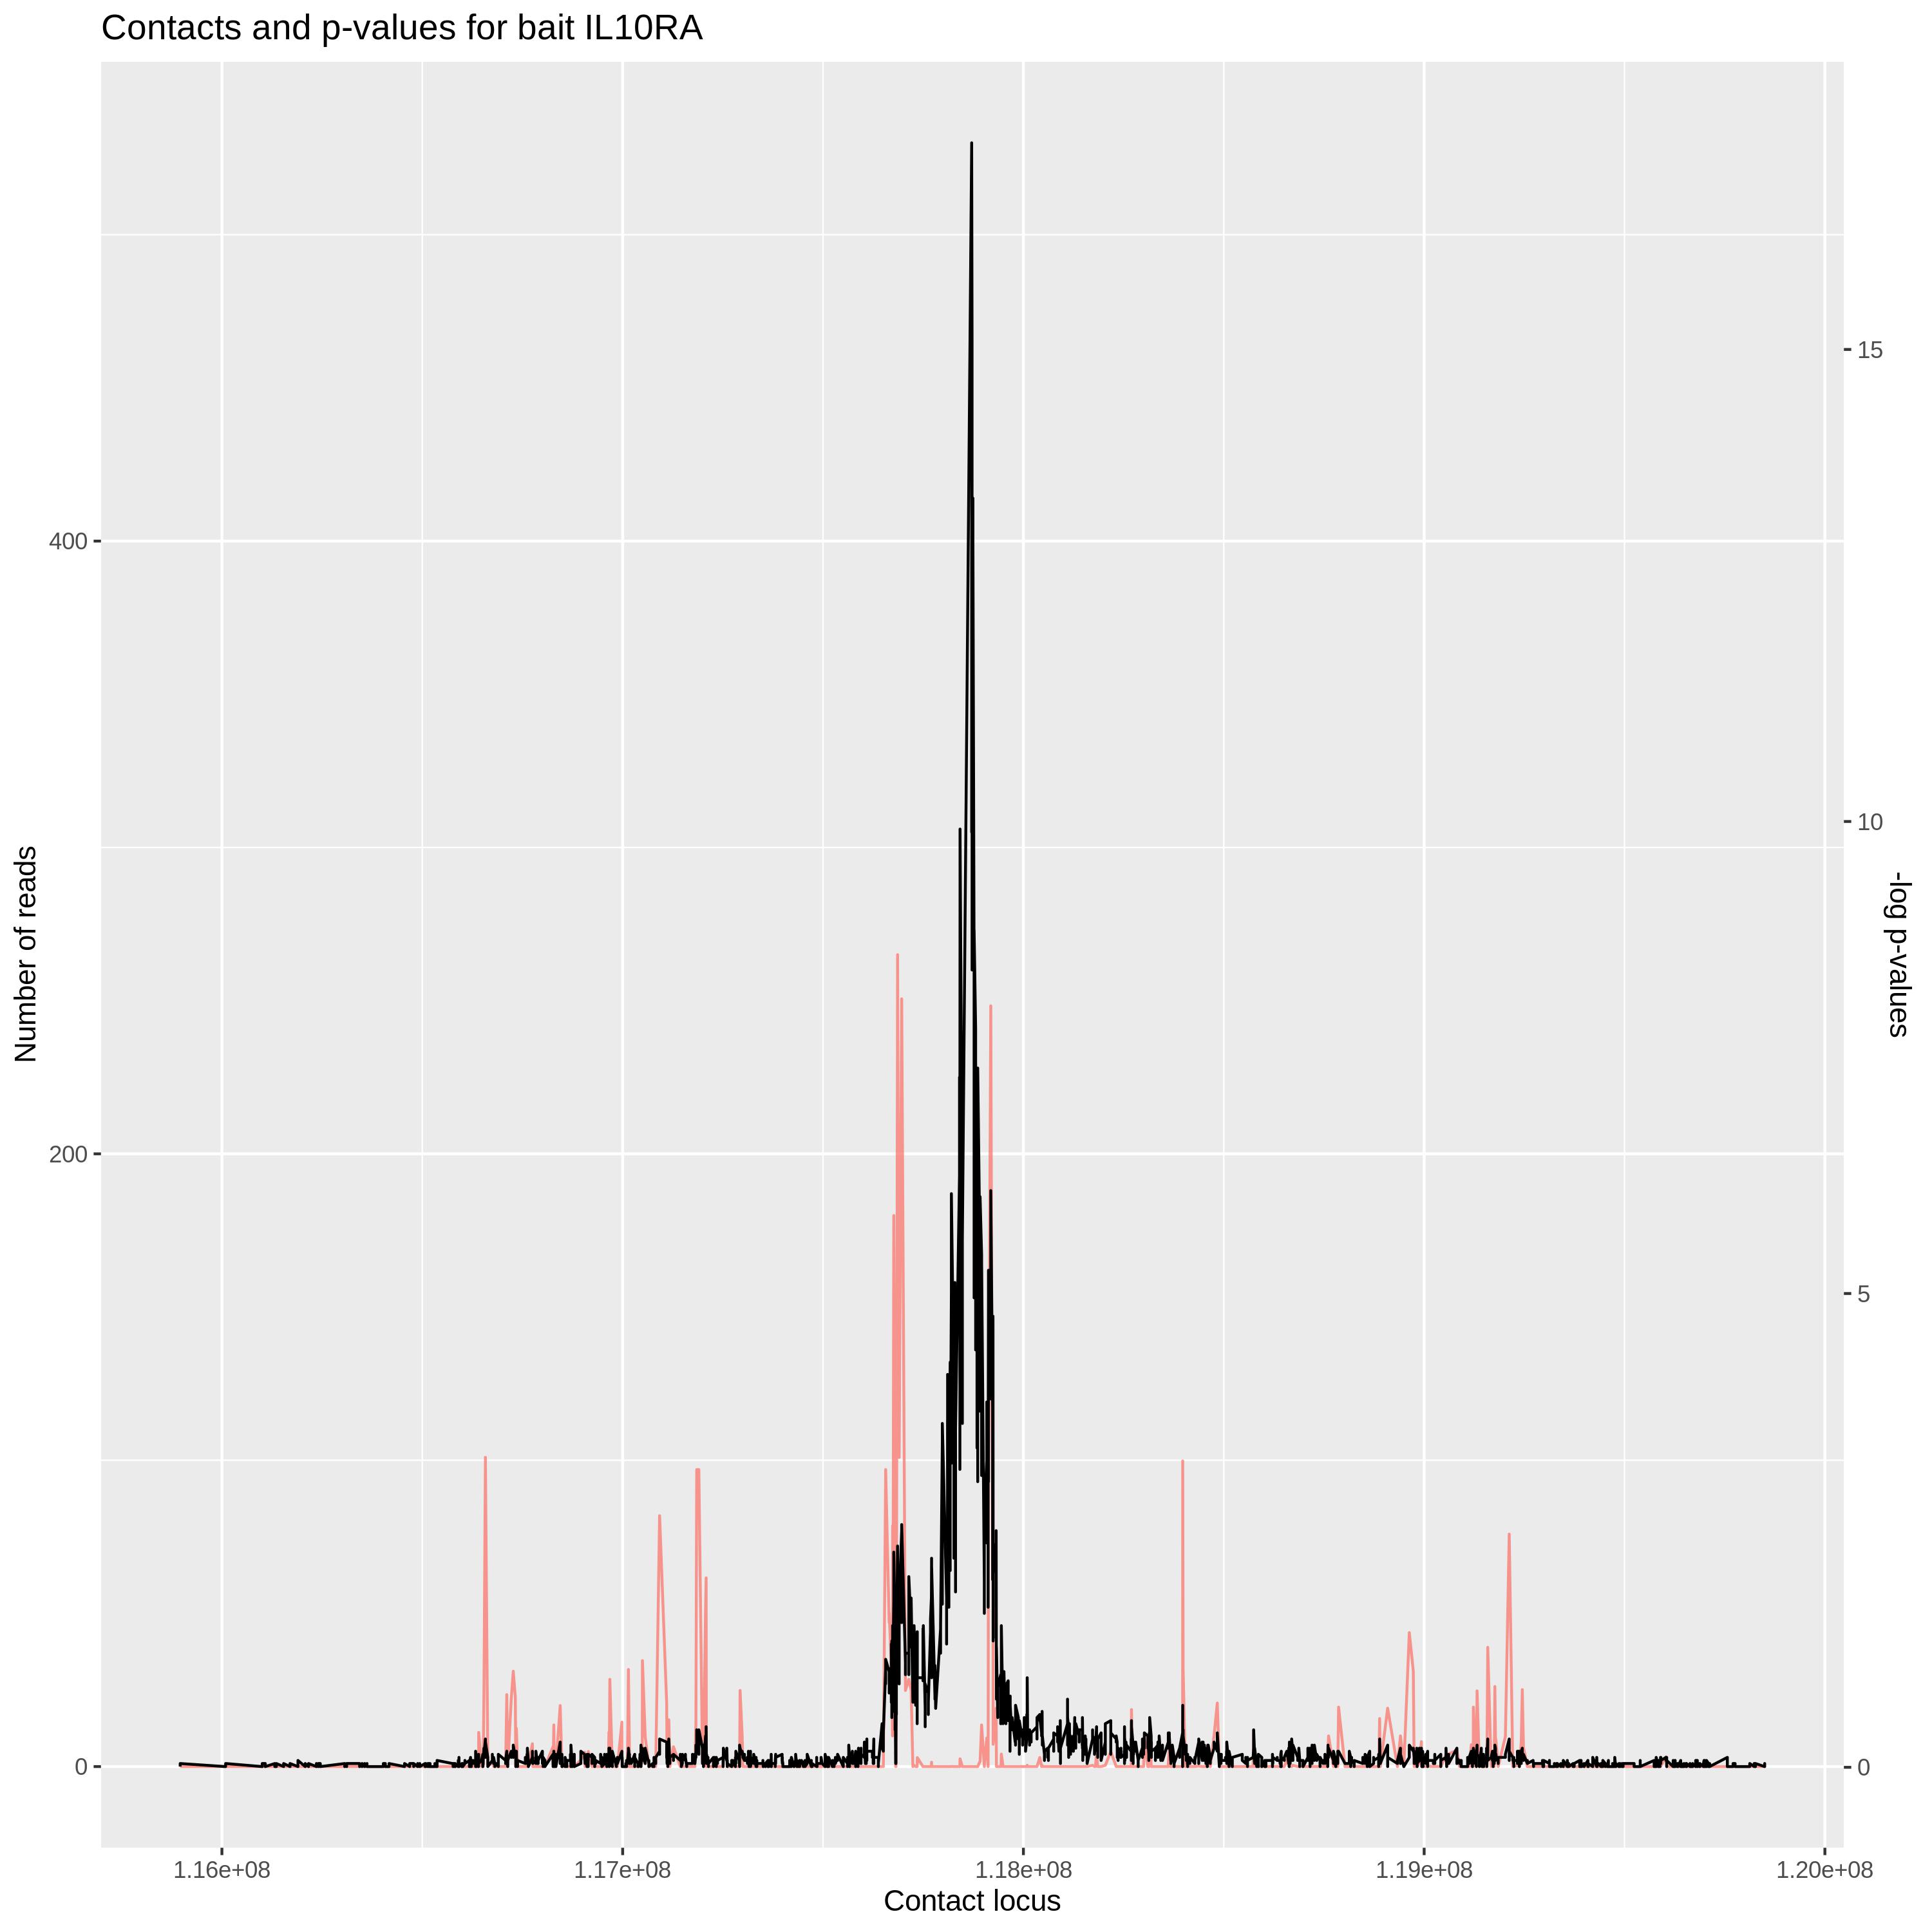 Contacts and p-values for bait IL10RA
15
400
10
Number of reads
-log p-values
200
5
0
0
1.16e+08
1.17e+08
1.18e+08
1.19e+08
1.20e+08
Contact locus